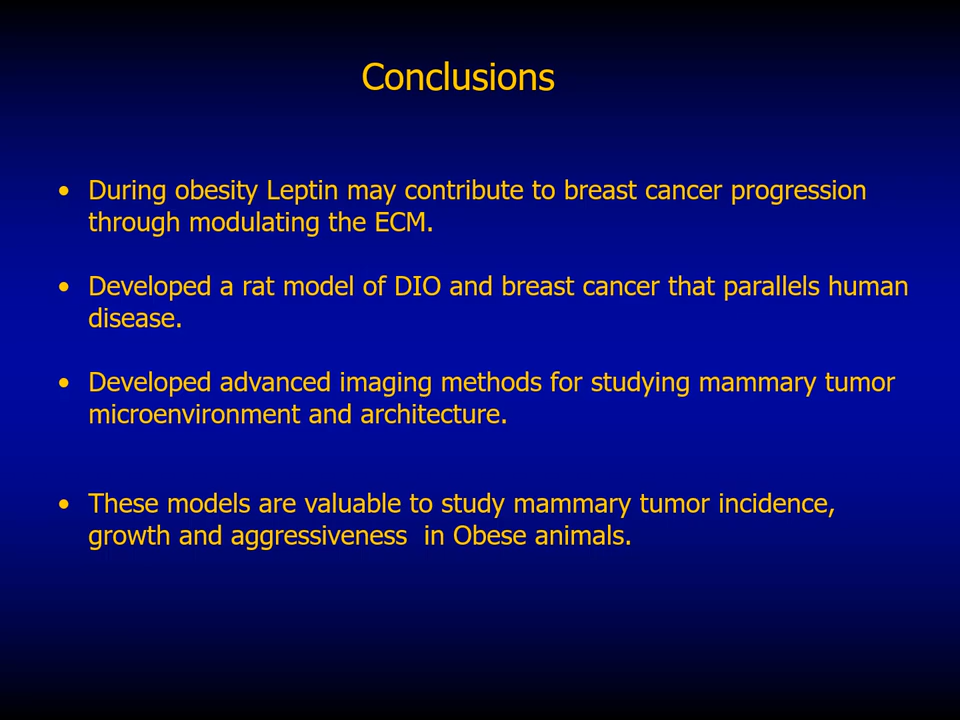 Conclusions
• During obesity Leptin may contribute to breast cancer progression
through modulating the ECM.
• Developed a rat model of DIO and breast cancer that parallels human
disease.
• Developed advanced imaging methods for studying mammary tumor
microenvironment and architecture.
• These models are valuable to study mammary tumor incidence,
growth and aggressiveness  in Obese animals.